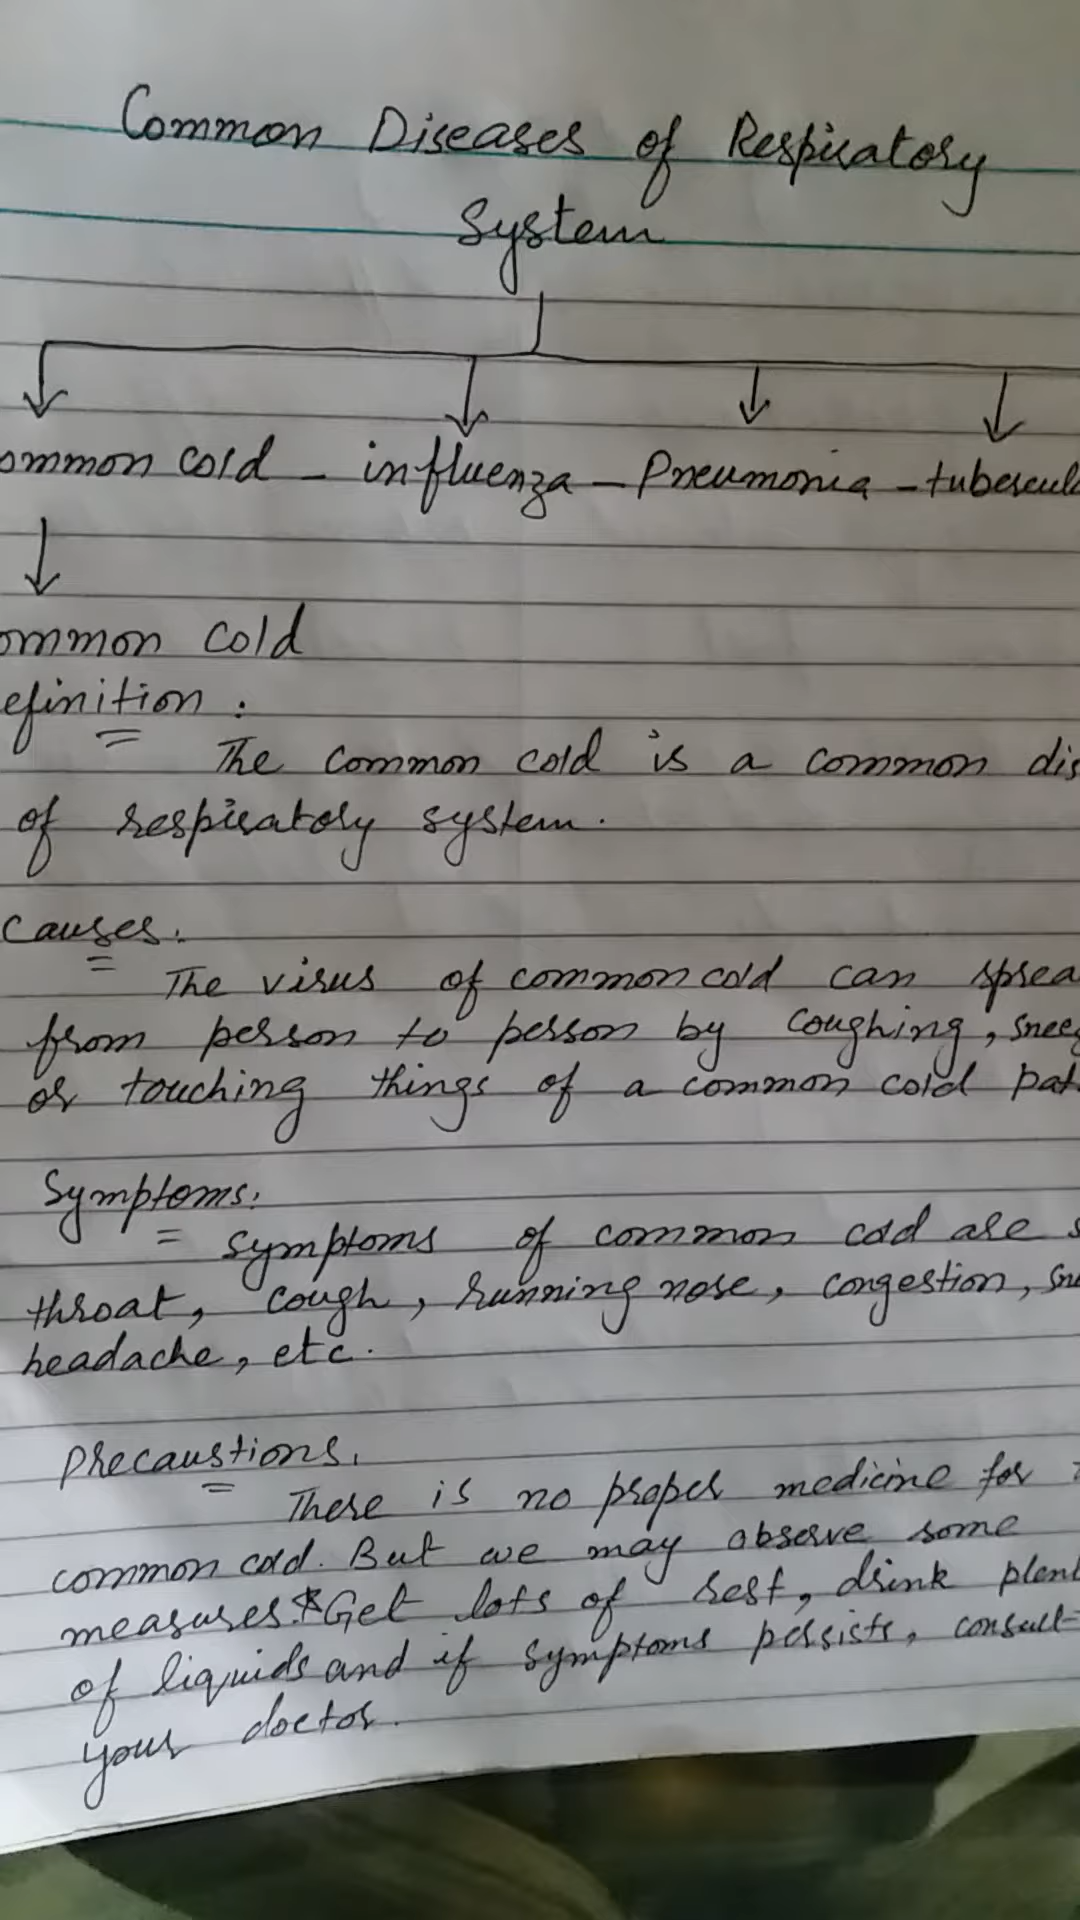 Common Diseases of Respiratory
System
ommon cold - influenza - Pneumonia - tubercul
ommon cold
efinition :
The common cold is a common dis
of respiratory system.
Causes:
The virus of common cold can sprea
from person to person by coughing, snee
or touching things of a common cold pat
Symptoms:
symptoms of common cold are s
throat, cough, running nose, congestion, sne
headache, etc.
Precaustions.
There is no proper medicine for
common cold. But we may observe some
measures.*Get lots of rest, drink plent
of liquids and if symptoms persists, consult
your doctor.